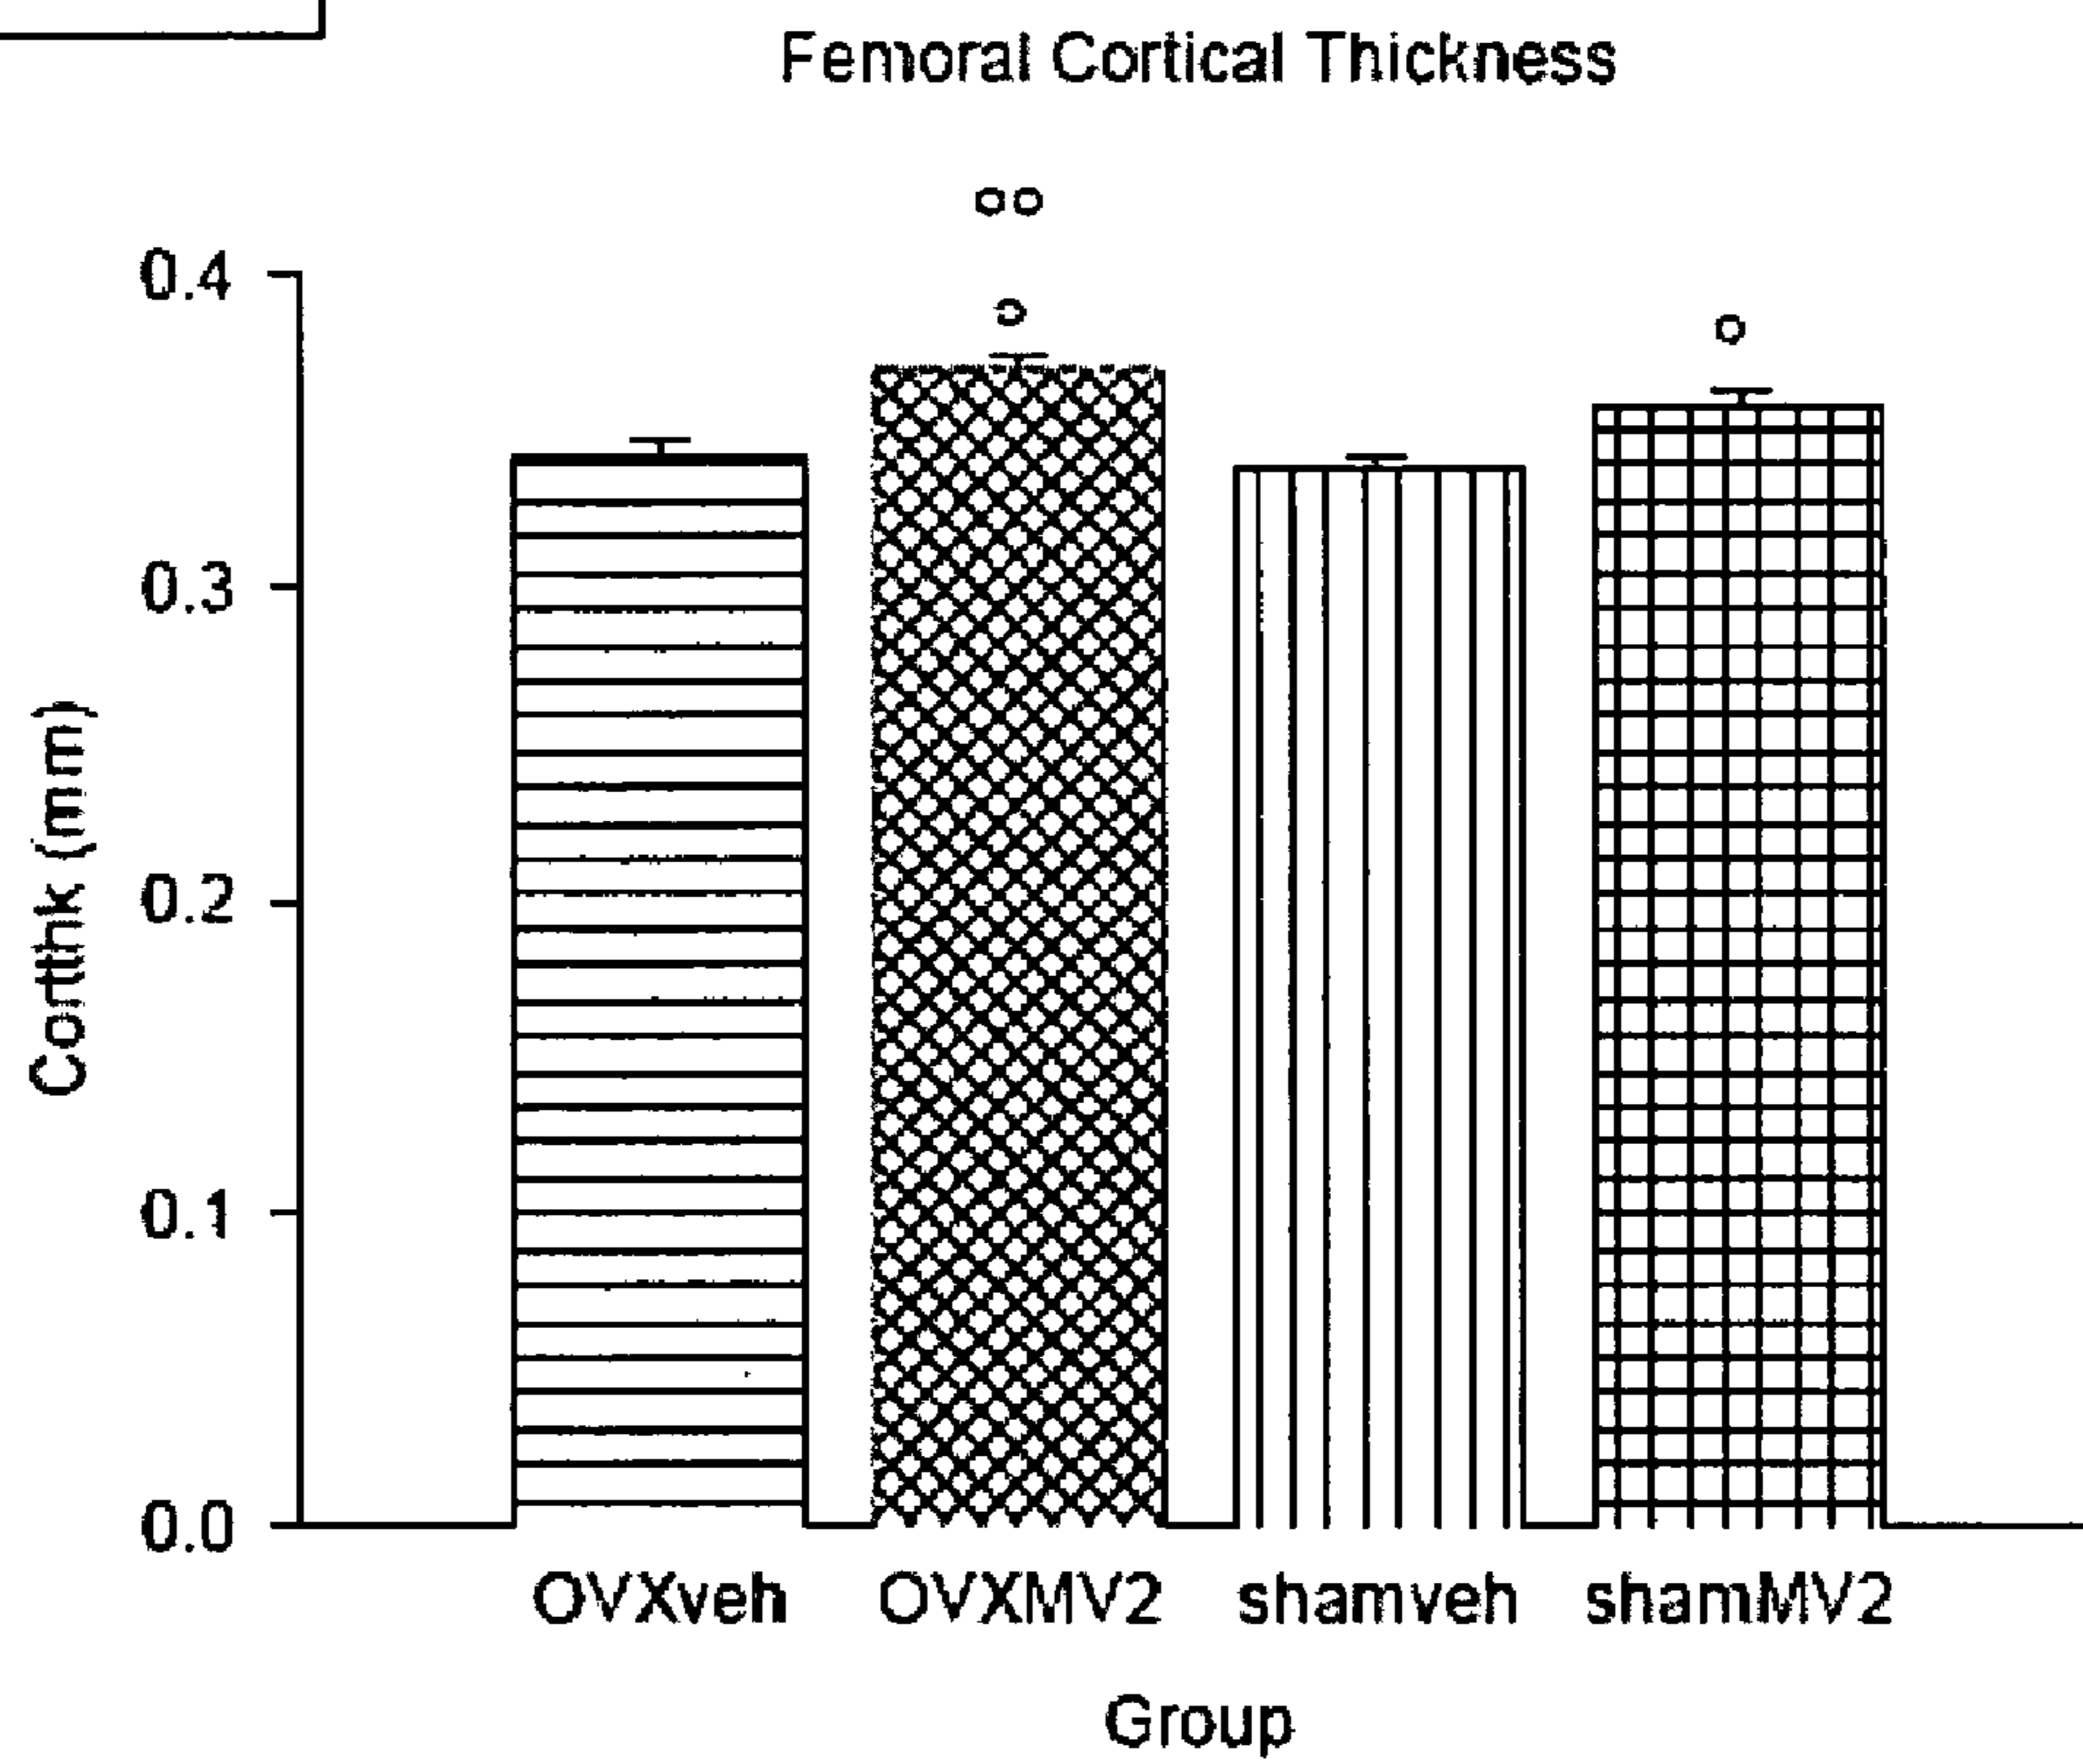 Femoral Cortical Thickness
oo
0.4
o
o
0.3
0.2
0.1
0.0
Cortthk (mm)
OVXveh OVXMV2 shamveh shamMV2
Group